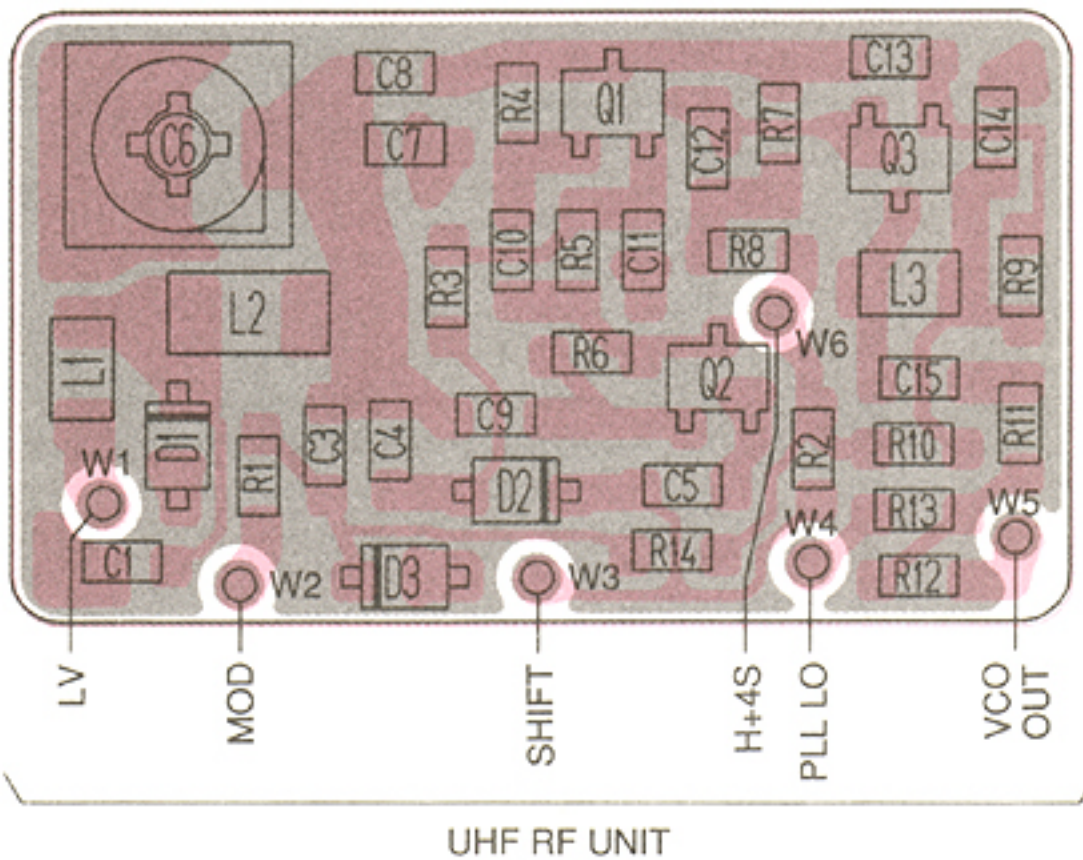 C8
C13
R4
Q1
C12
R7
C14
C6
C7
Q3
C10
R5
C11
R8
R3
L3
R9
L2
L1
W6
R6
Q2
C15
C9
D1
R1
C3
C4
R2
R10
R11
W1
D2
C5
R13
W5
W4
C1
W2
D3
W3
R14
R12
LV
MOD
SHIFT
H+4S
PLL LO
VCO
OUT
UHF RF UNIT